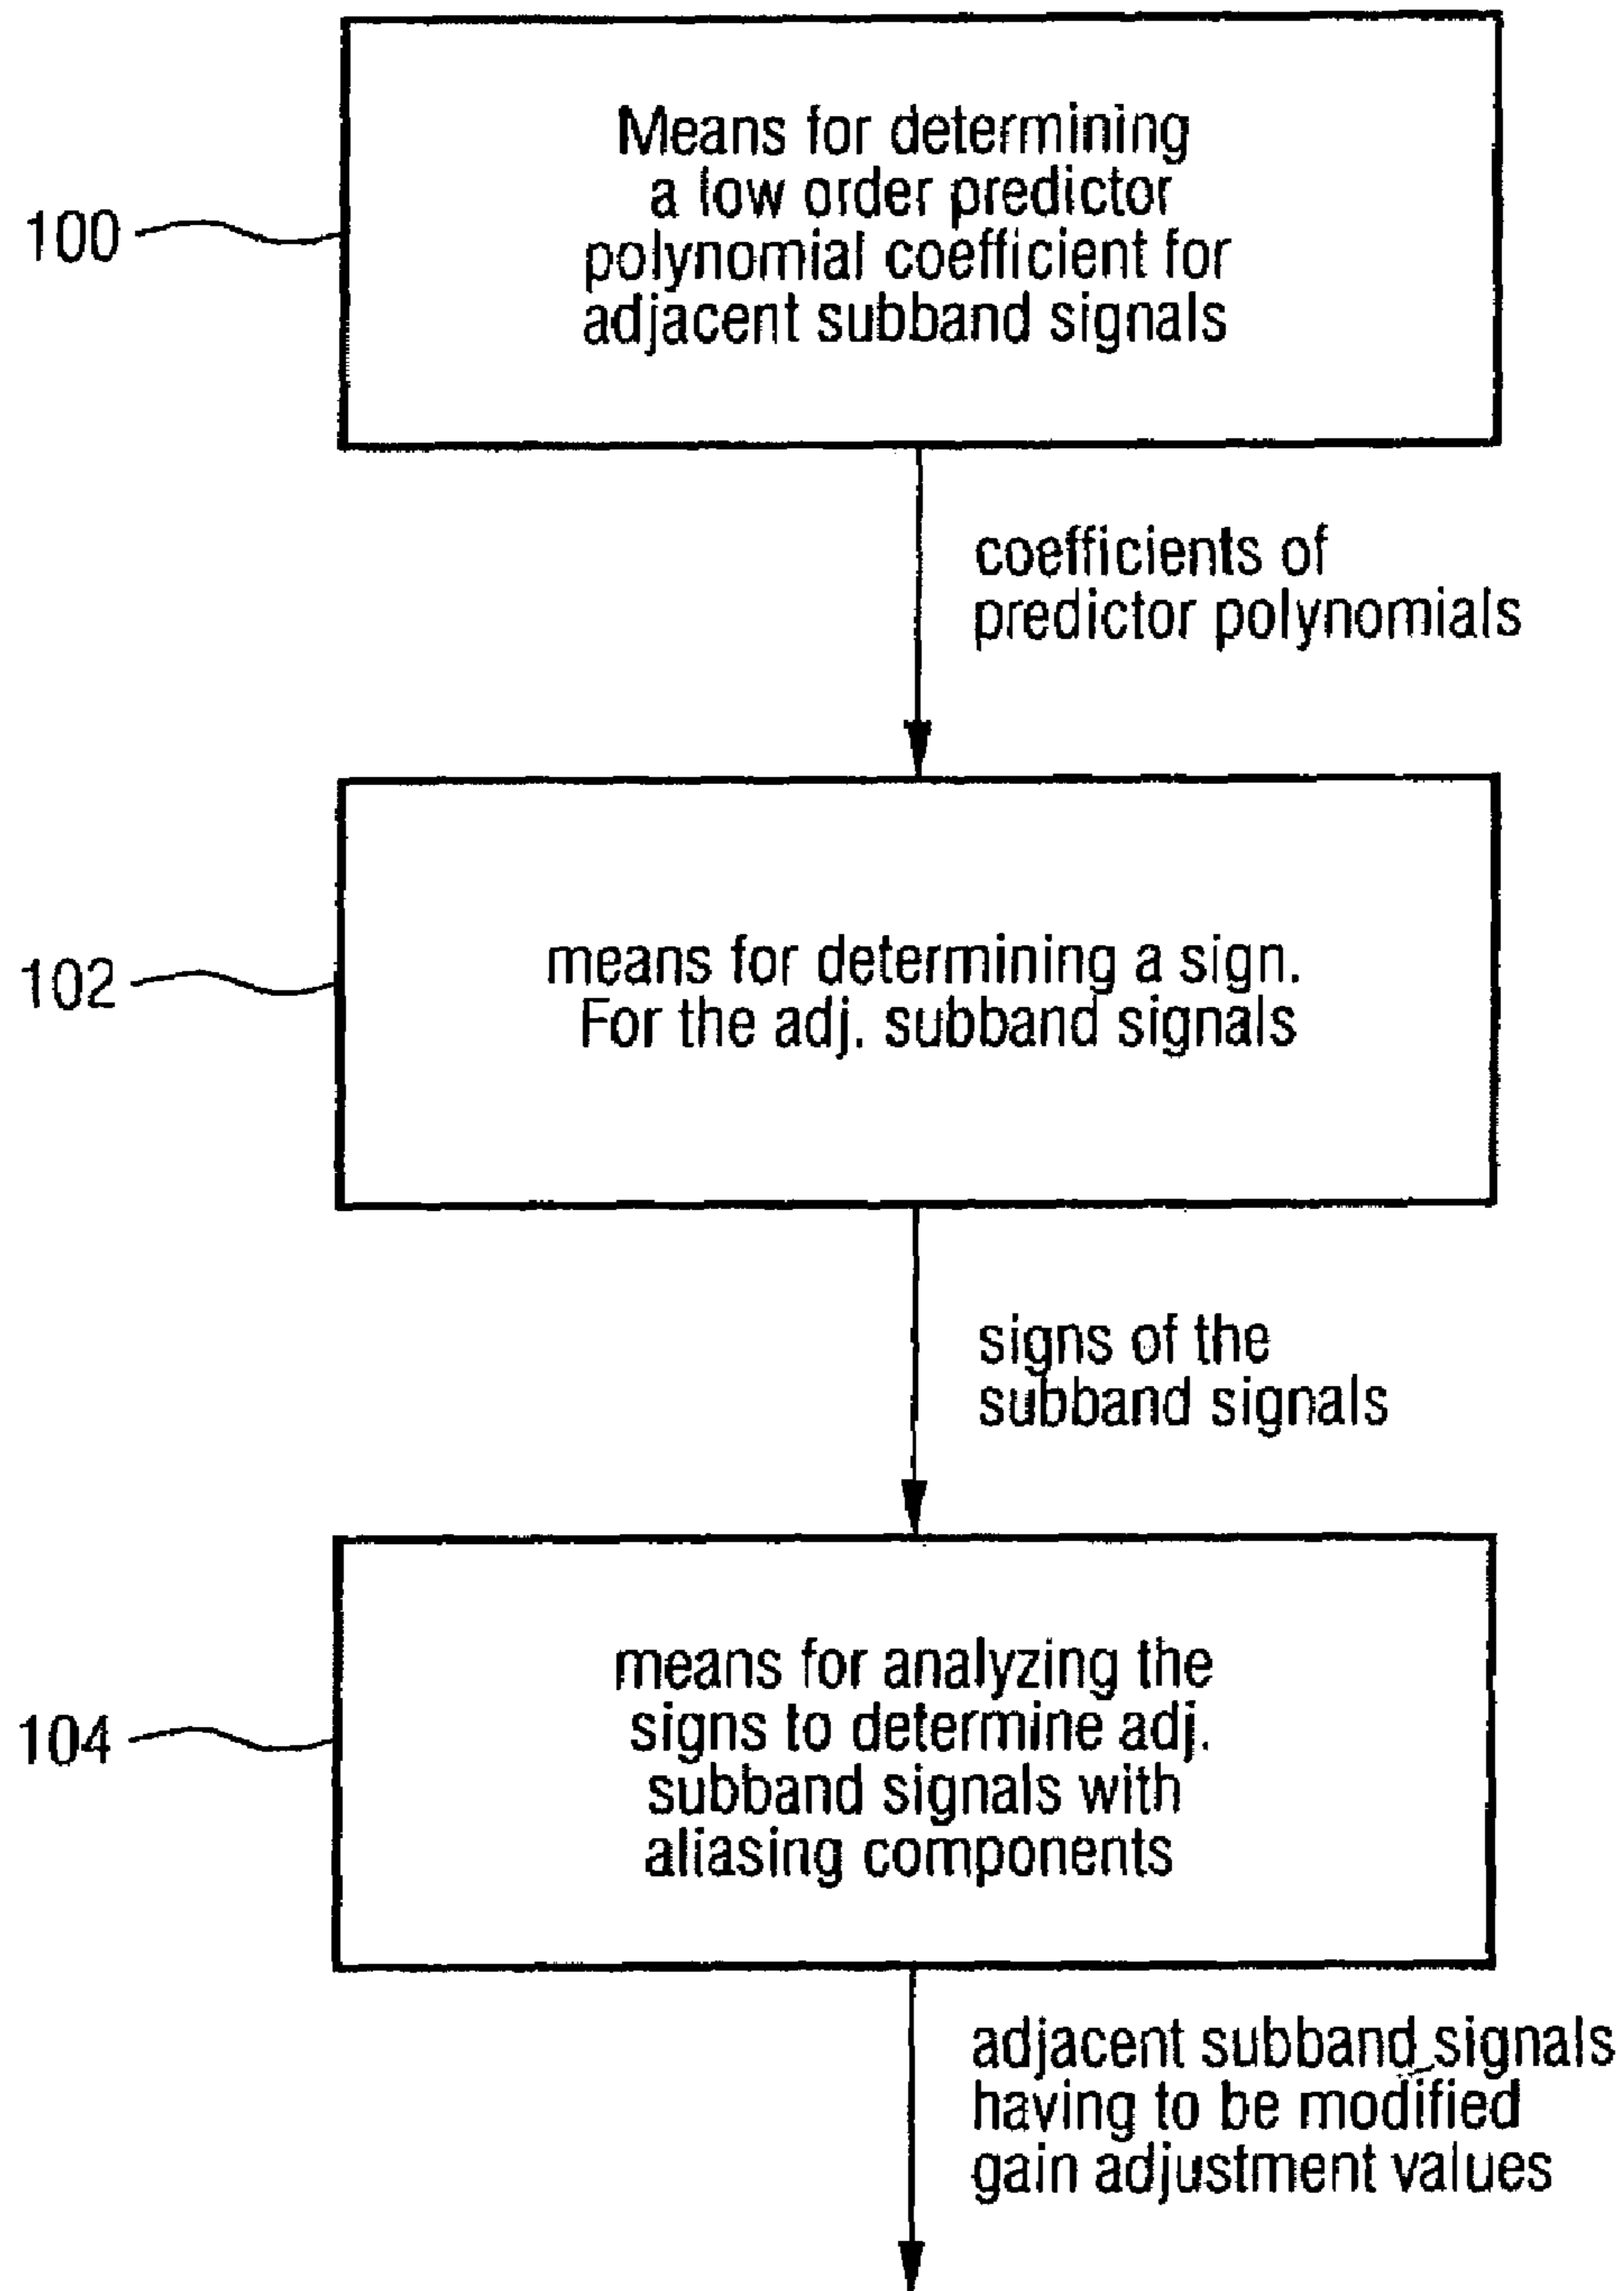 Means for determining
a low order predictor
polynomial coefficient for
adjacent subband signals
100
coefficients of
predictor polynomials
means for determining a sign.
For the adj. subband signals
102
signs of the
subband signals
means for analyzing the
signs to determine adj.
subband signals with
aliasing components
104
adjacent subband signals
having to be modified
gain adjustment values